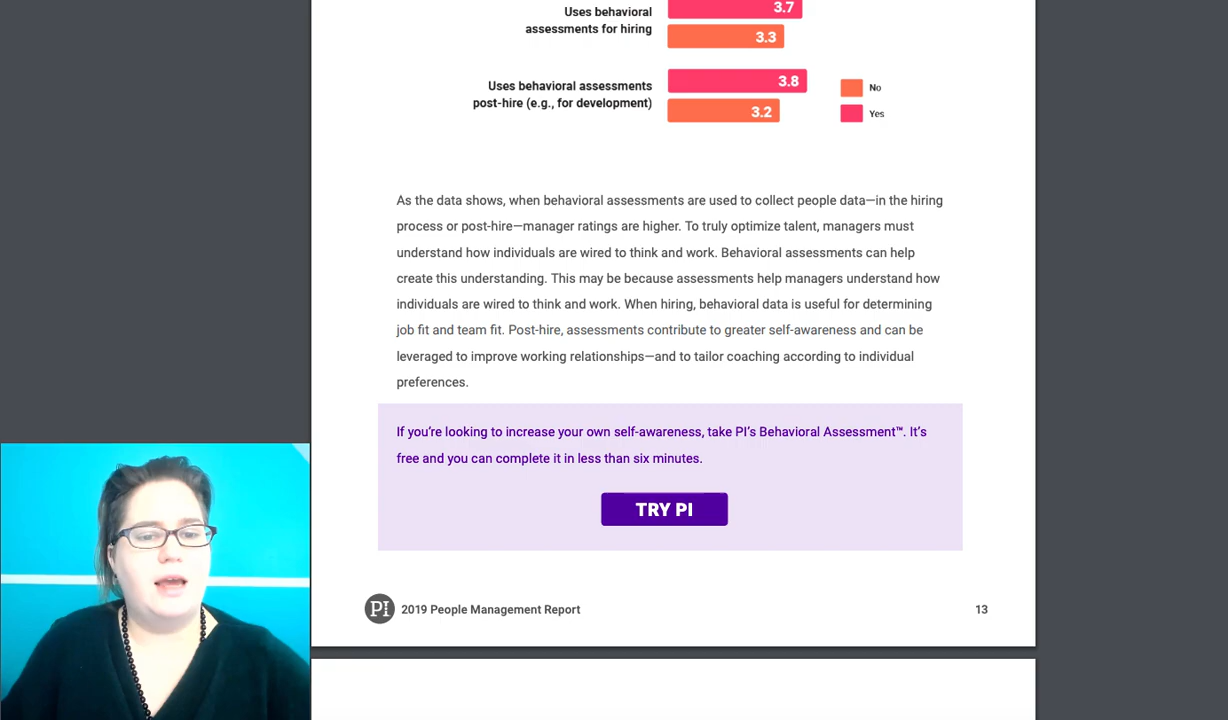 Uses behavioral
assessments for hiring
3.7
3.3
Uses behavioral assessments
post-hire (e.g., for development)
3.8
3.2
No
Yes
As the data shows, when behavioral assessments are used to collect people data—in the hiring
process or post-hire—manager ratings are higher. To truly optimize talent, managers must
understand how individuals are wired to think and work. Behavioral assessments can help
create this understanding. This may be because assessments help managers understand how
individuals are wired to think and work. When hiring, behavioral data is useful for determining
job fit and team fit. Post-hire, assessments contribute to greater self-awareness and can be
leveraged to improve working relationships—and to tailor coaching according to individual
preferences.
If you’re looking to increase your own self-awareness, take PI’s Behavioral Assessment™. It’s
free and you can complete it in less than six minutes.
TRY PI
PI 2019 People Management Report
13